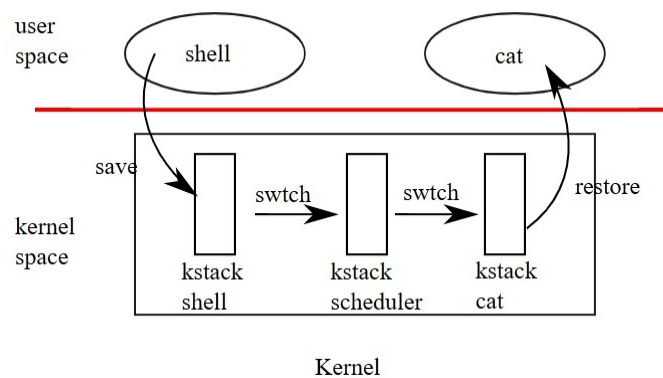 user
space
shell
cat
save
swtch
swtch
restore
kernel
space
kstack
shell
kstack
scheduler
kstack
cat
Kernel